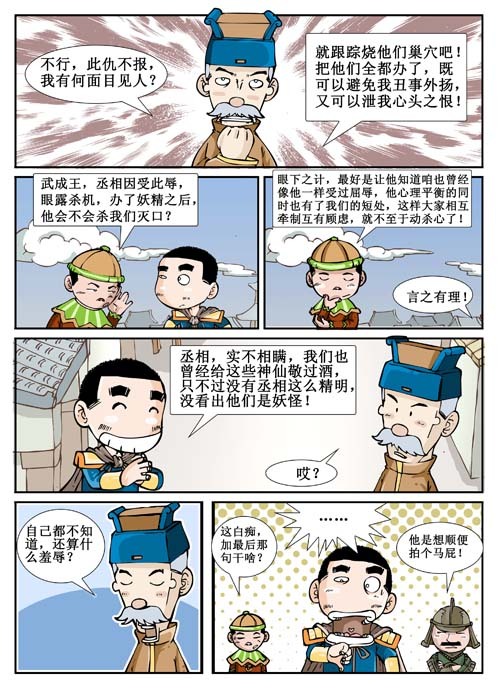 不行，此仇不报，
我有何面目见人？
就跟踪烧他们巢穴吧！
把他们全都办了，既
可以避免我丑事外扬，
又可以泄我心头之恨！
武成王，丞相因受此辱，
眼露杀机，办了妖精之后，
他会不会杀我们灭口？
眼下之计，最好是让他知道咱也曾经
像他一样受过屈辱，他心理平衡的同
时也有了我们的短处，这样大家相互
牵制互有顾虑，就不至于动杀心了！
言之有理！
丞相，实不相瞒，我们也
曾经给这些神仙敬过酒，
只不过没有丞相这么精明，
没看出他们是妖怪！
哎？
自己都不知
道，还算什
么羞辱？
这白痴，
加最后那
句干啥？
……
他是想顺便
拍个马屁！